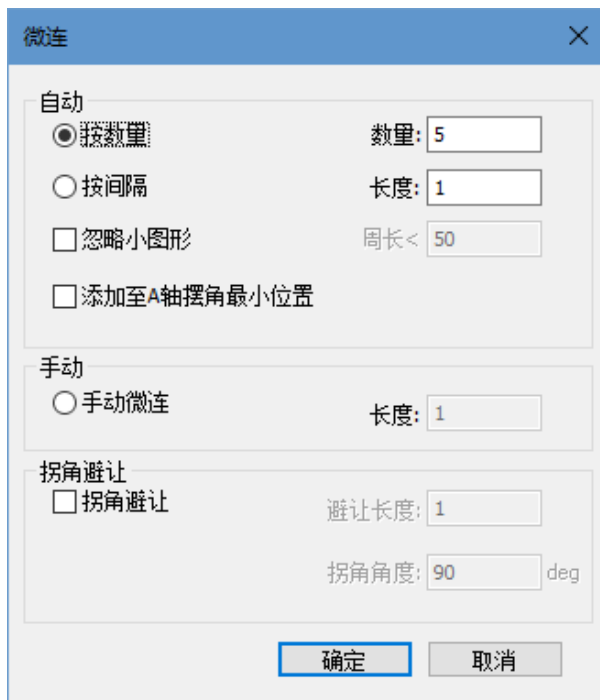 微连
自动
按数量 数量: 5
按间隔 长度: 1
忽略小图形 周长< 50
添加至A轴摆角最小位置
手动
手动微连 长度: 1
拐角避让
拐角避让 避让长度: 1
拐角角度: 90 deg
确定 取消